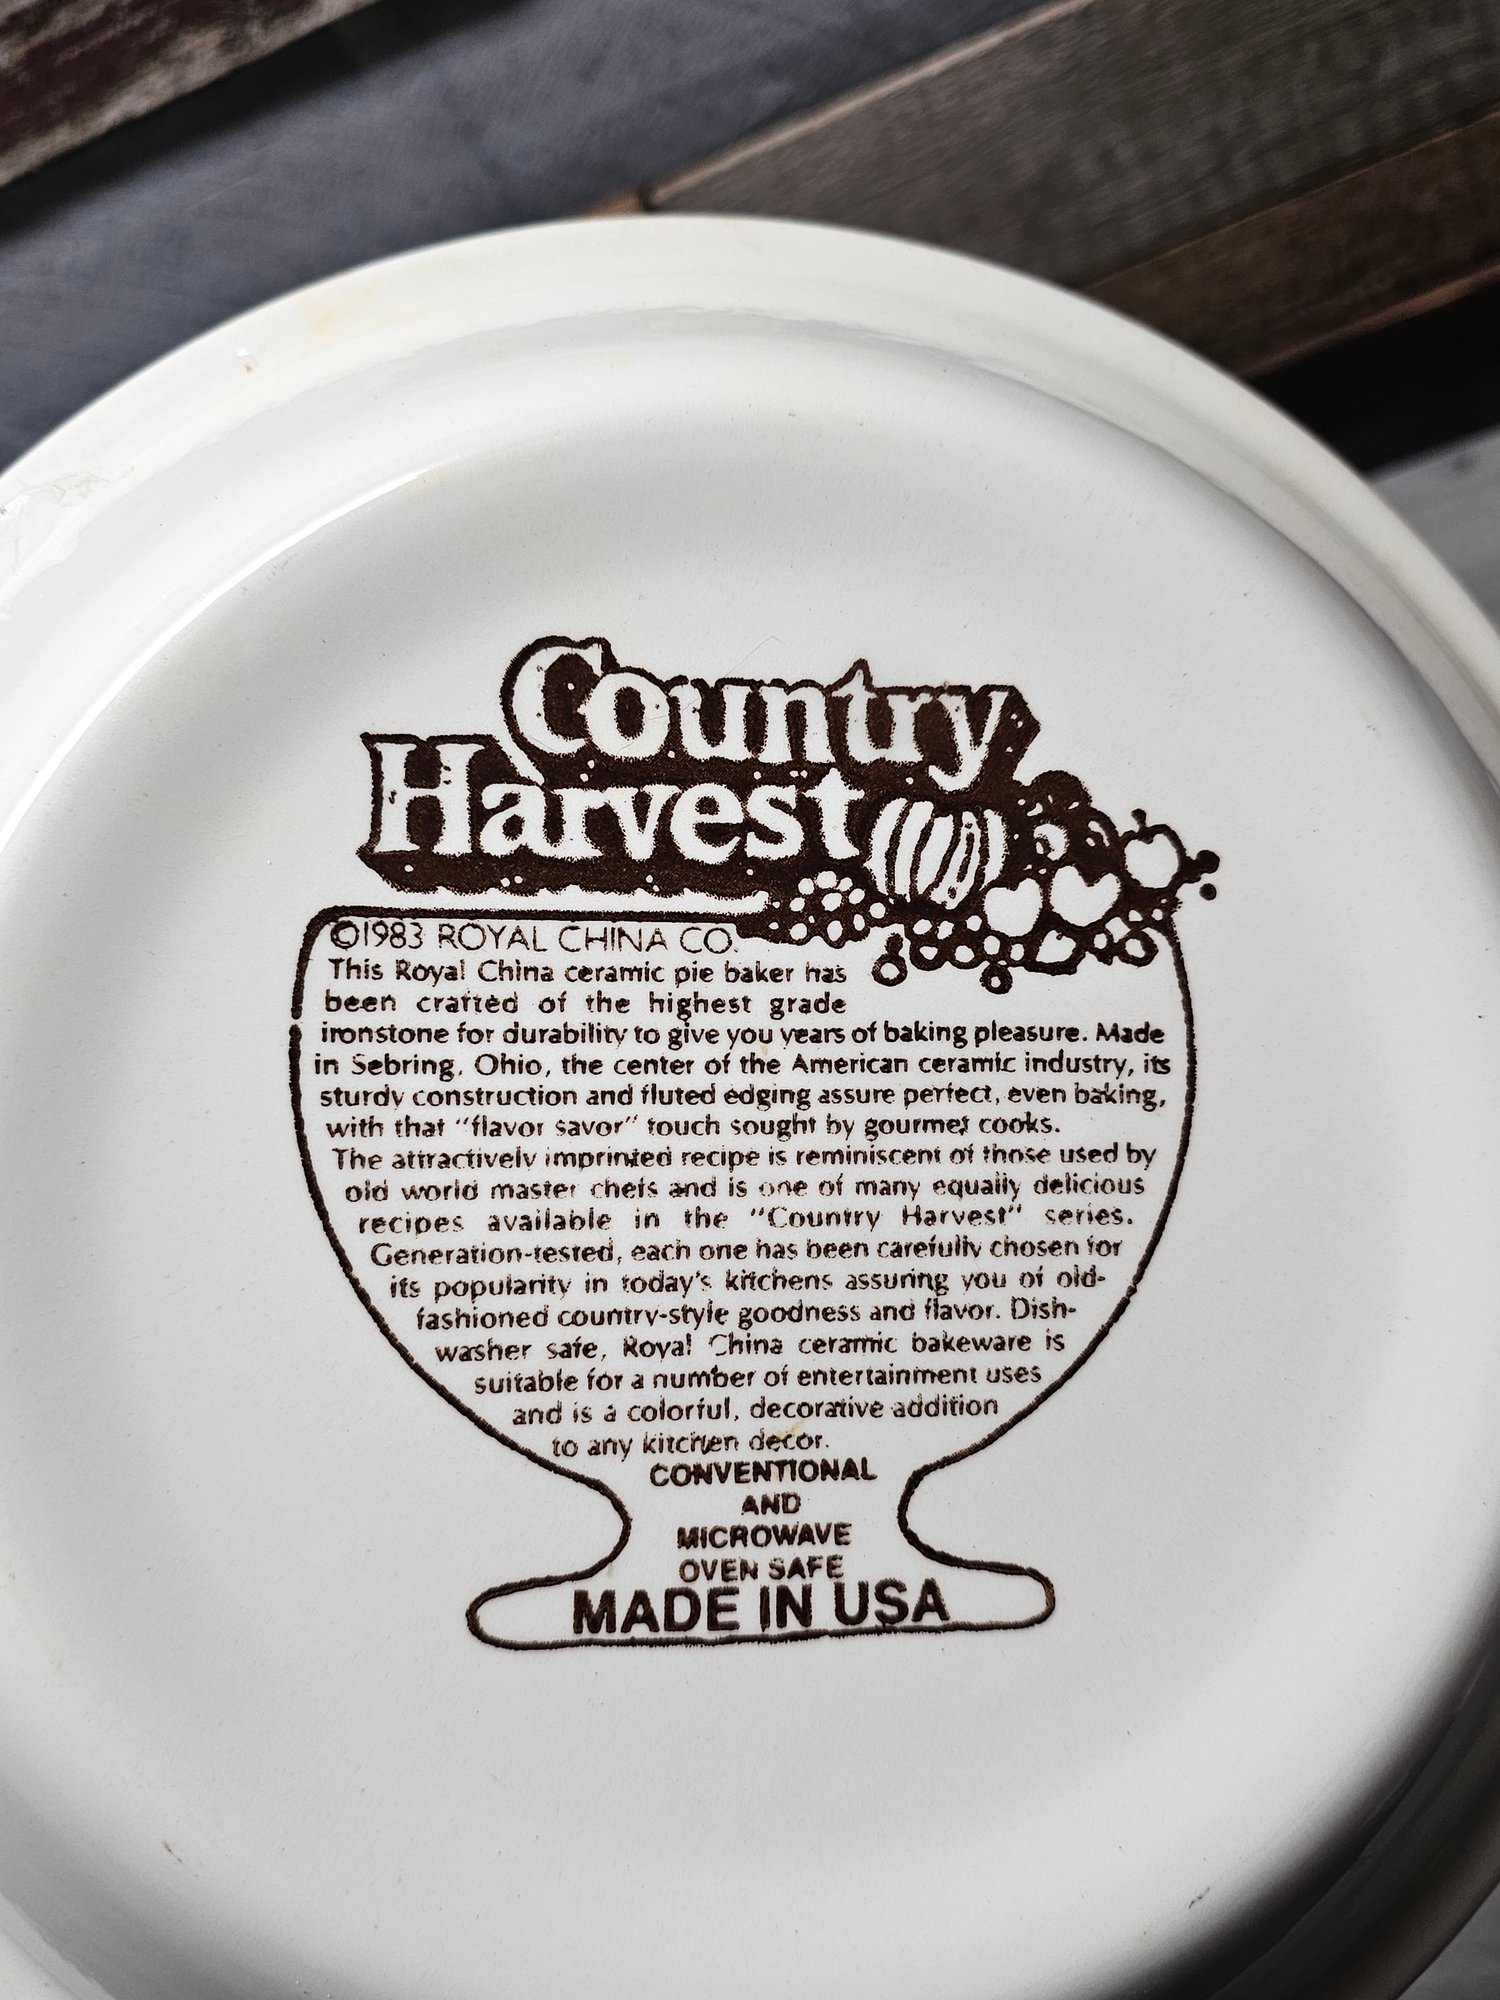 Country
Harvest
©1983 ROYAL CHINA CO.
This Royal China ceramic pie baker has
been crafted of the highest grade
ironstone for durability to give you years of baking pleasure. Made
in Sebring, Ohio, the center of the American ceramic industry, its
sturdy construction and fluted edging assure perfect, even baking,
with that "flavor savor" touch sought by gourmet cooks.
The attractively imprinted recipe is reminiscent of those used by
old world master chefs and is one of many equally delicious
recipes available in the "Country Harvest" series.
Generation-tested, each one has been carefully chosen for
its popularity in today's kitchens assuring you of old-
fashioned country-style goodness and flavor. Dish-
washer safe, Royal China ceramic bakeware is
suitable for a number of entertainment uses
and is a colorful, decorative addition
to any kitchen decor.
CONVENTIONAL
AND
MICROWAVE
OVEN SAFE
MADE IN USA